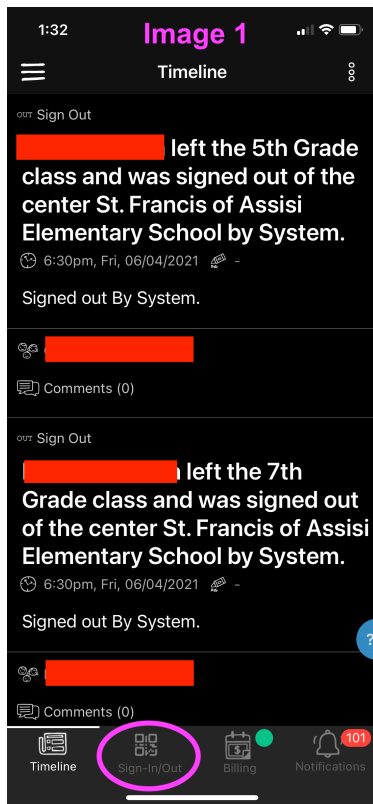 1:32
Image 1
Timeline
OUT Sign Out
left the 5th Grade
class and was signed out of the
center St. Francis of Assisi
Elementary School by System.
6:30pm, Fri, 06/04/2021 -
Signed out By System.
Comments (0)
OUT Sign Out
left the 7th
Grade class and was signed out
of the center St. Francis of Assisi
Elementary School by System.
6:30pm, Fri, 06/04/2021 -
Signed out By System.
?
Comments (0)
Timeline Sign-In/Out Billing Notifications 101